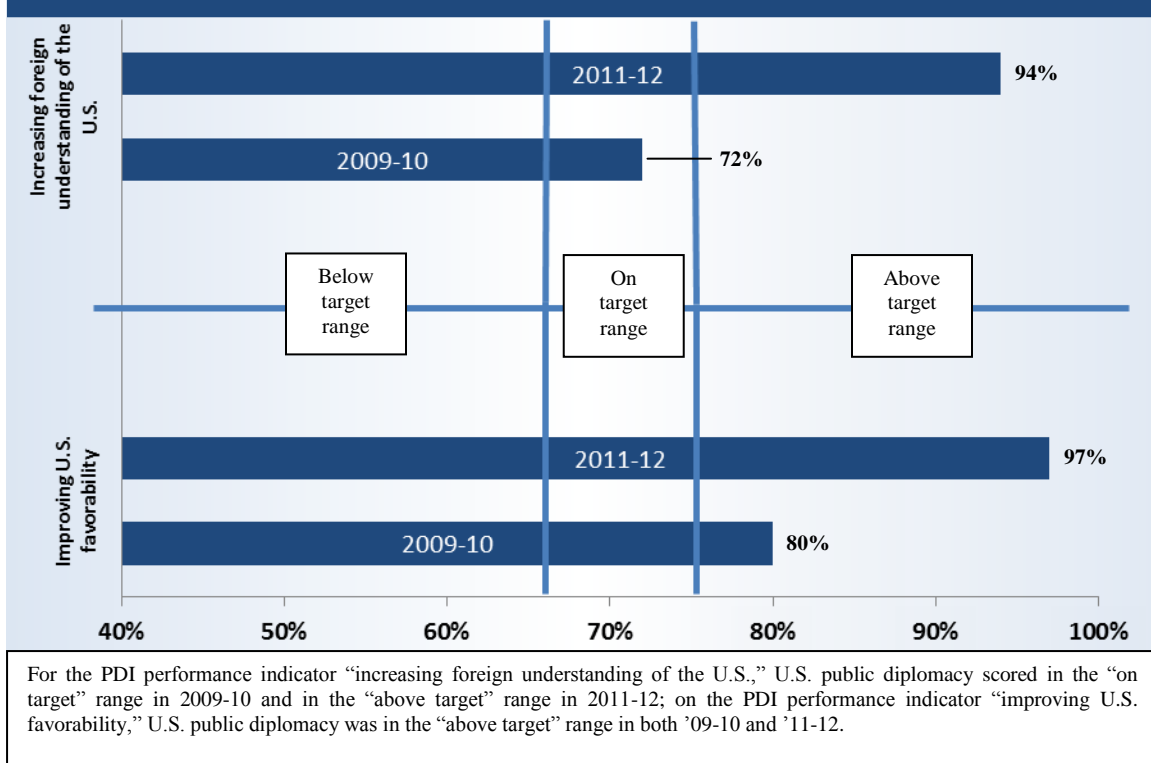 Increasing foreign
understanding of the
U.S.
2011-12
94%
2009-10
72%
Below
target
range
On
target
range
Above
target
range
Improving U.S.
favorability
2011-12
97%
2009-10
80%
40% 50% 60% 70% 80% 90% 100%
For the PDI performance indicator “increasing foreign understanding of the U.S.,” U.S. public diplomacy scored in the “on
target” range in 2009-10 and in the “above target” range in 2011-12; on the PDI performance indicator “improving U.S.
favorability,” U.S. public diplomacy was in the “above target” range in both ’09-10 and ’11-12.